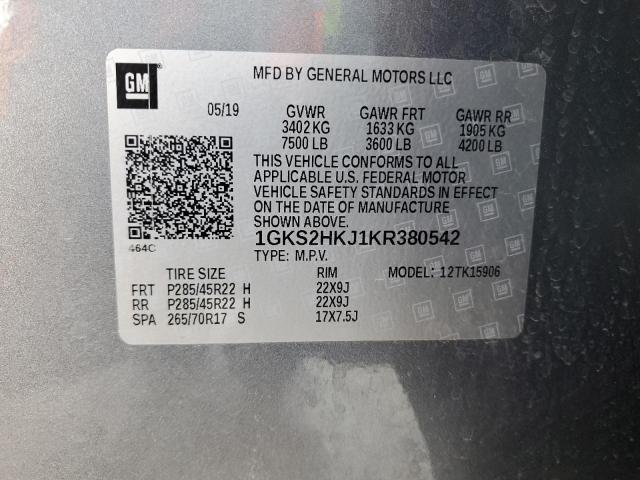 GM
MFD BY GENERAL MOTORS LLC
05/19 GVWR GAWR FRT GAWR RR
3402 KG 1633 KG 1905 KG
7500 LB 3600 LB 4200 LB
THIS VEHICLE CONFORMS TO ALL
APPLICABLE U.S. FEDERAL MOTOR
VEHICLE SAFETY STANDARDS IN EFFECT
ON THE DATE OF MANUFACTURE
SHOWN ABOVE.
1GKS2HKJ1KR380542
464C
TYPE: M.P.V.
TIRE SIZE RIM MODEL: 12TK15906
FRT P285/45R22 H 22X9J
RR P285/45R22 H 22X9J
SPA 265/70R17 S 17X7.5J